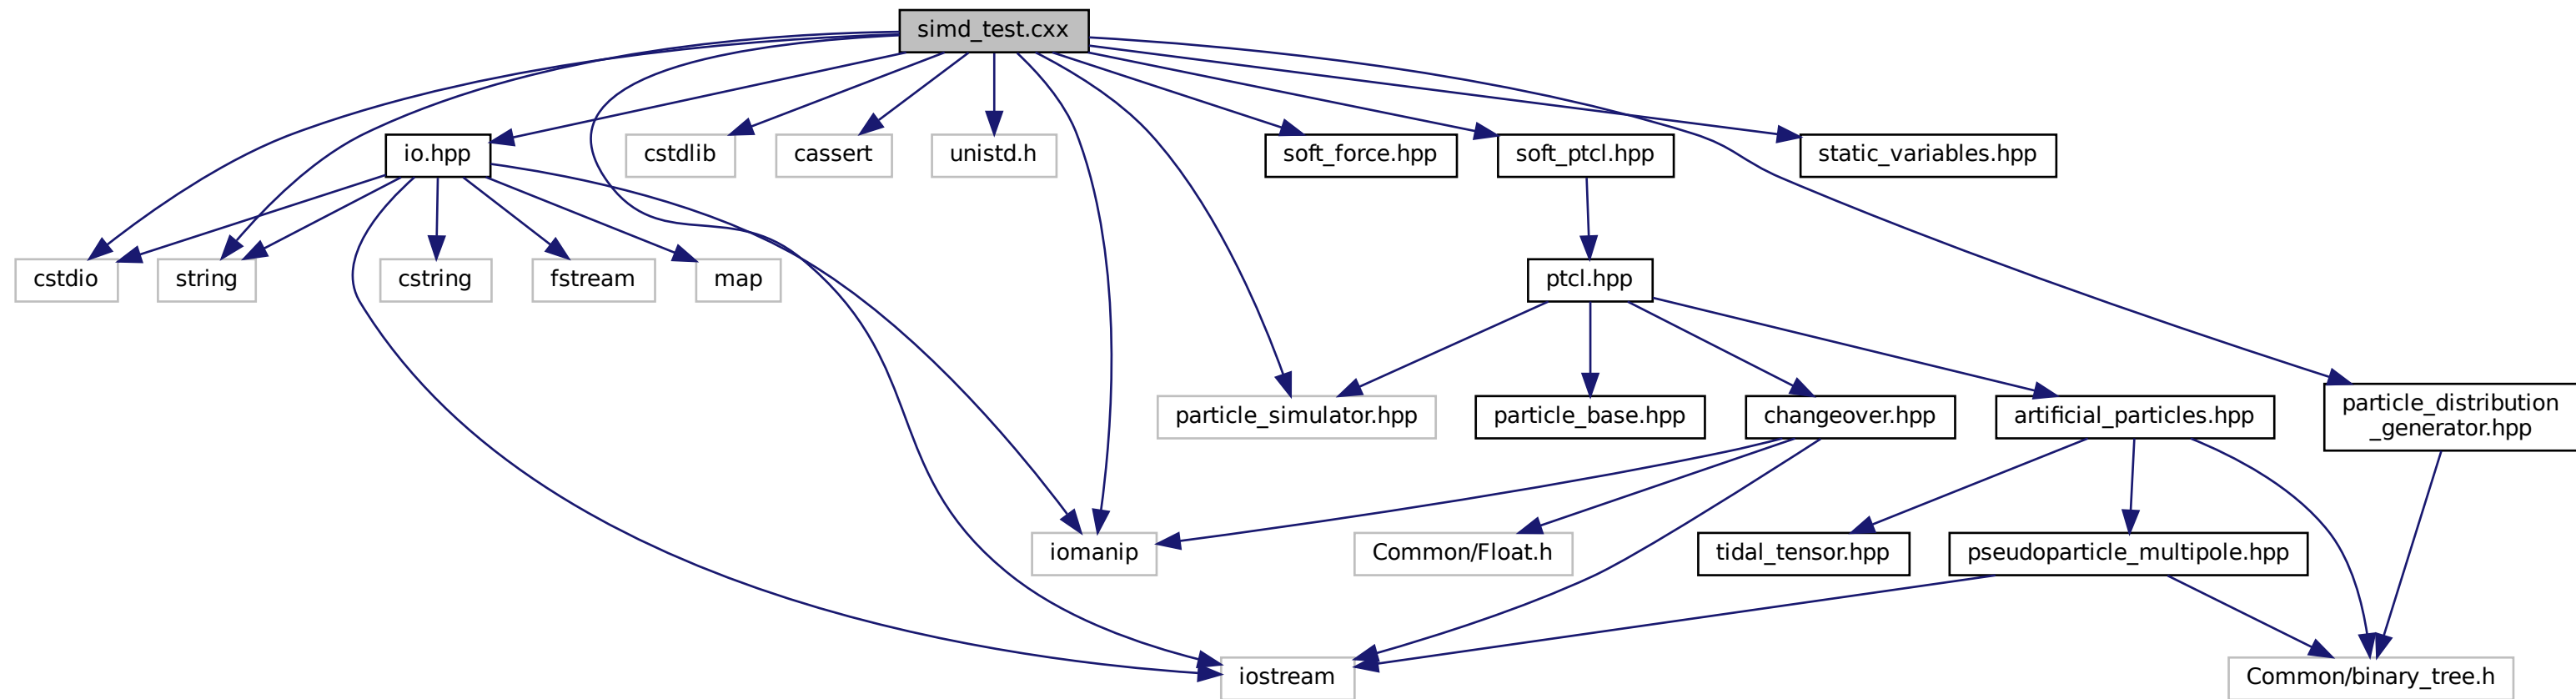 simd_test.cxx
io.hpp
cstdlib
cassert
unistd.h
soft_force.hpp
soft_ptcl.hpp
static_variables.hpp
cstdio
string
cstring
fstream
map
ptcl.hpp
particle_simulator.hpp
particle_base.hpp
changeover.hpp
artificial_particles.hpp
particle_distribution
_generator.hpp
iomanip
Common/Float.h
tidal_tensor.hpp
pseudoparticle_multipole.hpp
iostream
Common/binary_tree.h